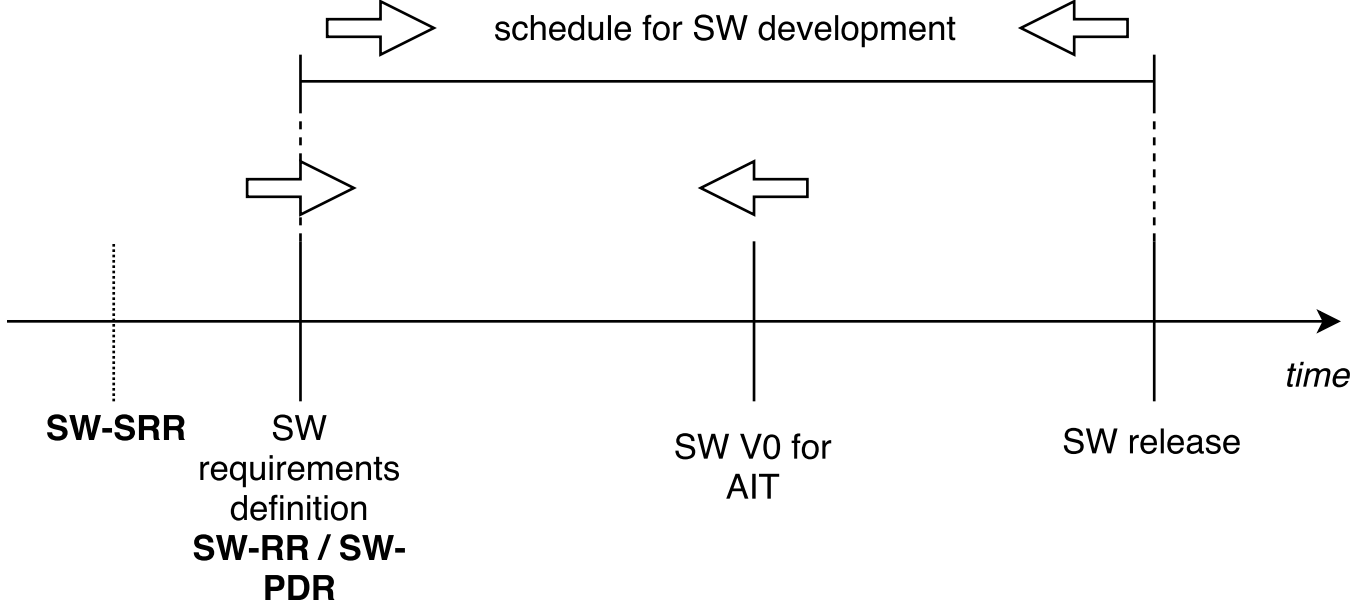 schedule for SW development
time
SW-SRR
SW
requirements
definition
SW-RR / SW-
PDR
SW V0 for
AIT
SW release